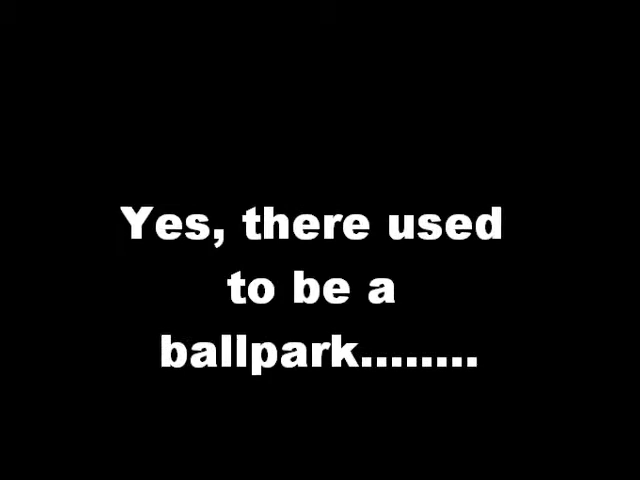 Yes, there used
to be a
ballpark........